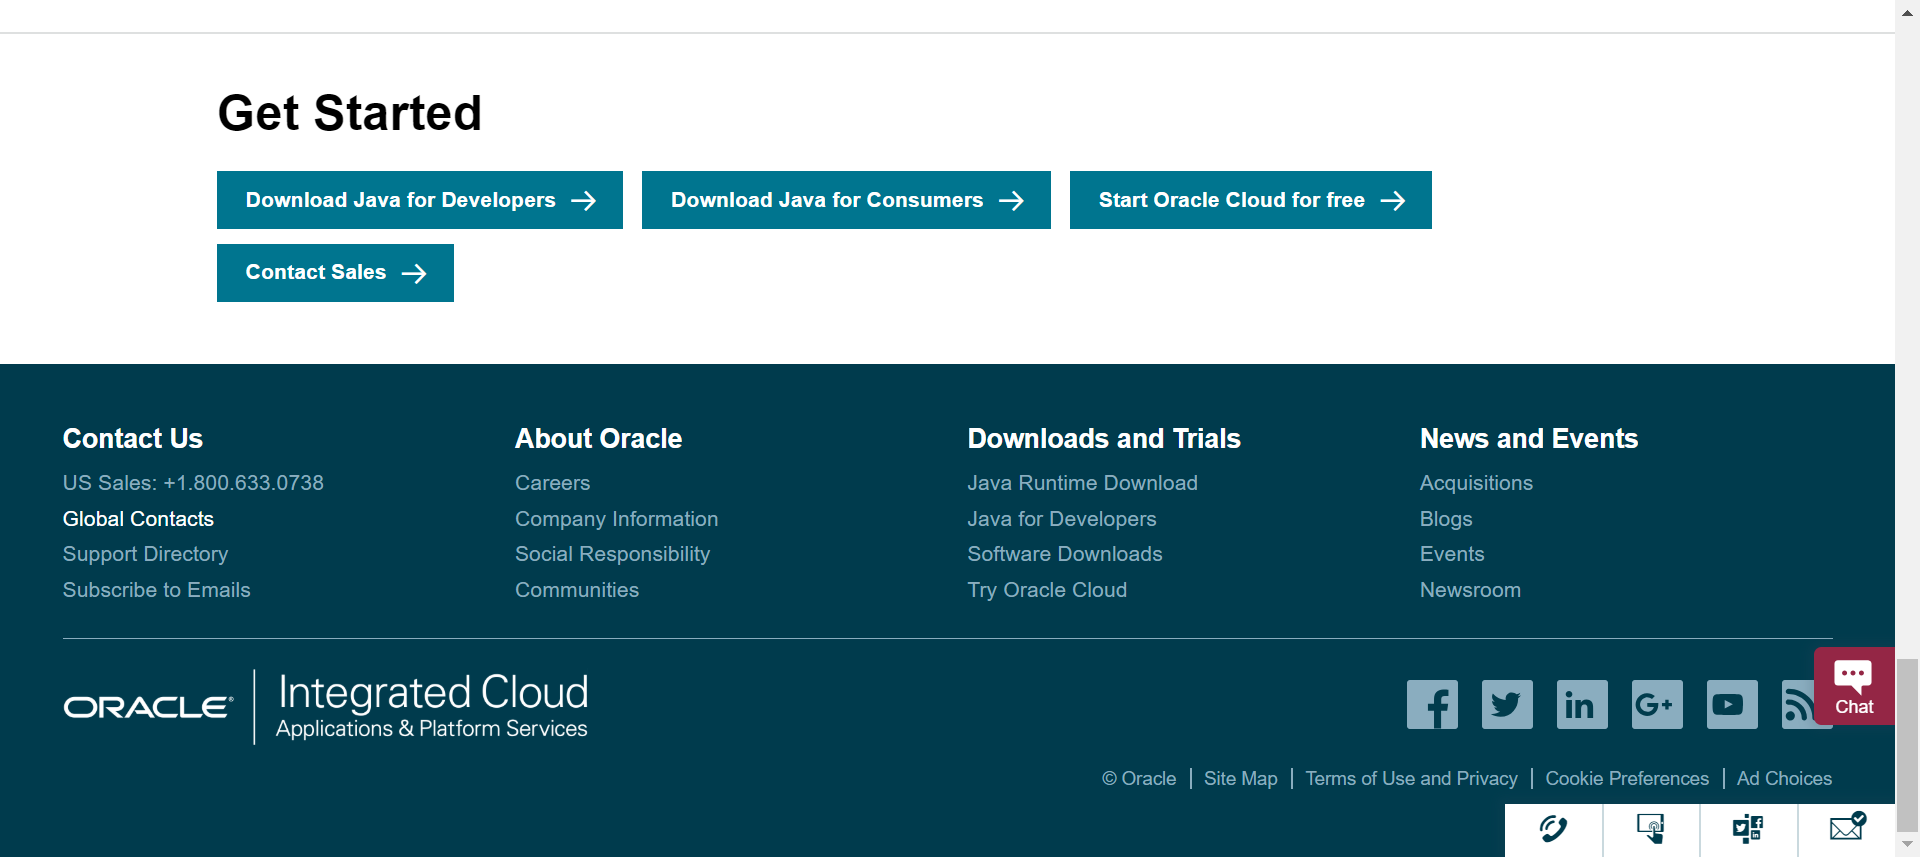 Get Started
Download Java for Developers
Download Java for Consumers
Start Oracle Cloud for free
Contact Sales
Contact Us
US Sales: +1.800.633.0738
Global Contacts
Support Directory
Subscribe to Emails
About Oracle
Careers
Company Information
Social Responsibility
Communities
Downloads and Trials
Java Runtime Download
Java for Developers
Software Downloads
Try Oracle Cloud
News and Events
Acquisitions
Blogs
Events
Newsroom
ORACLE®
Integrated Cloud
Applications & Platform Services
f
in
G+
Chat
© Oracle | Site Map | Terms of Use and Privacy | Cookie Preferences | Ad Choices